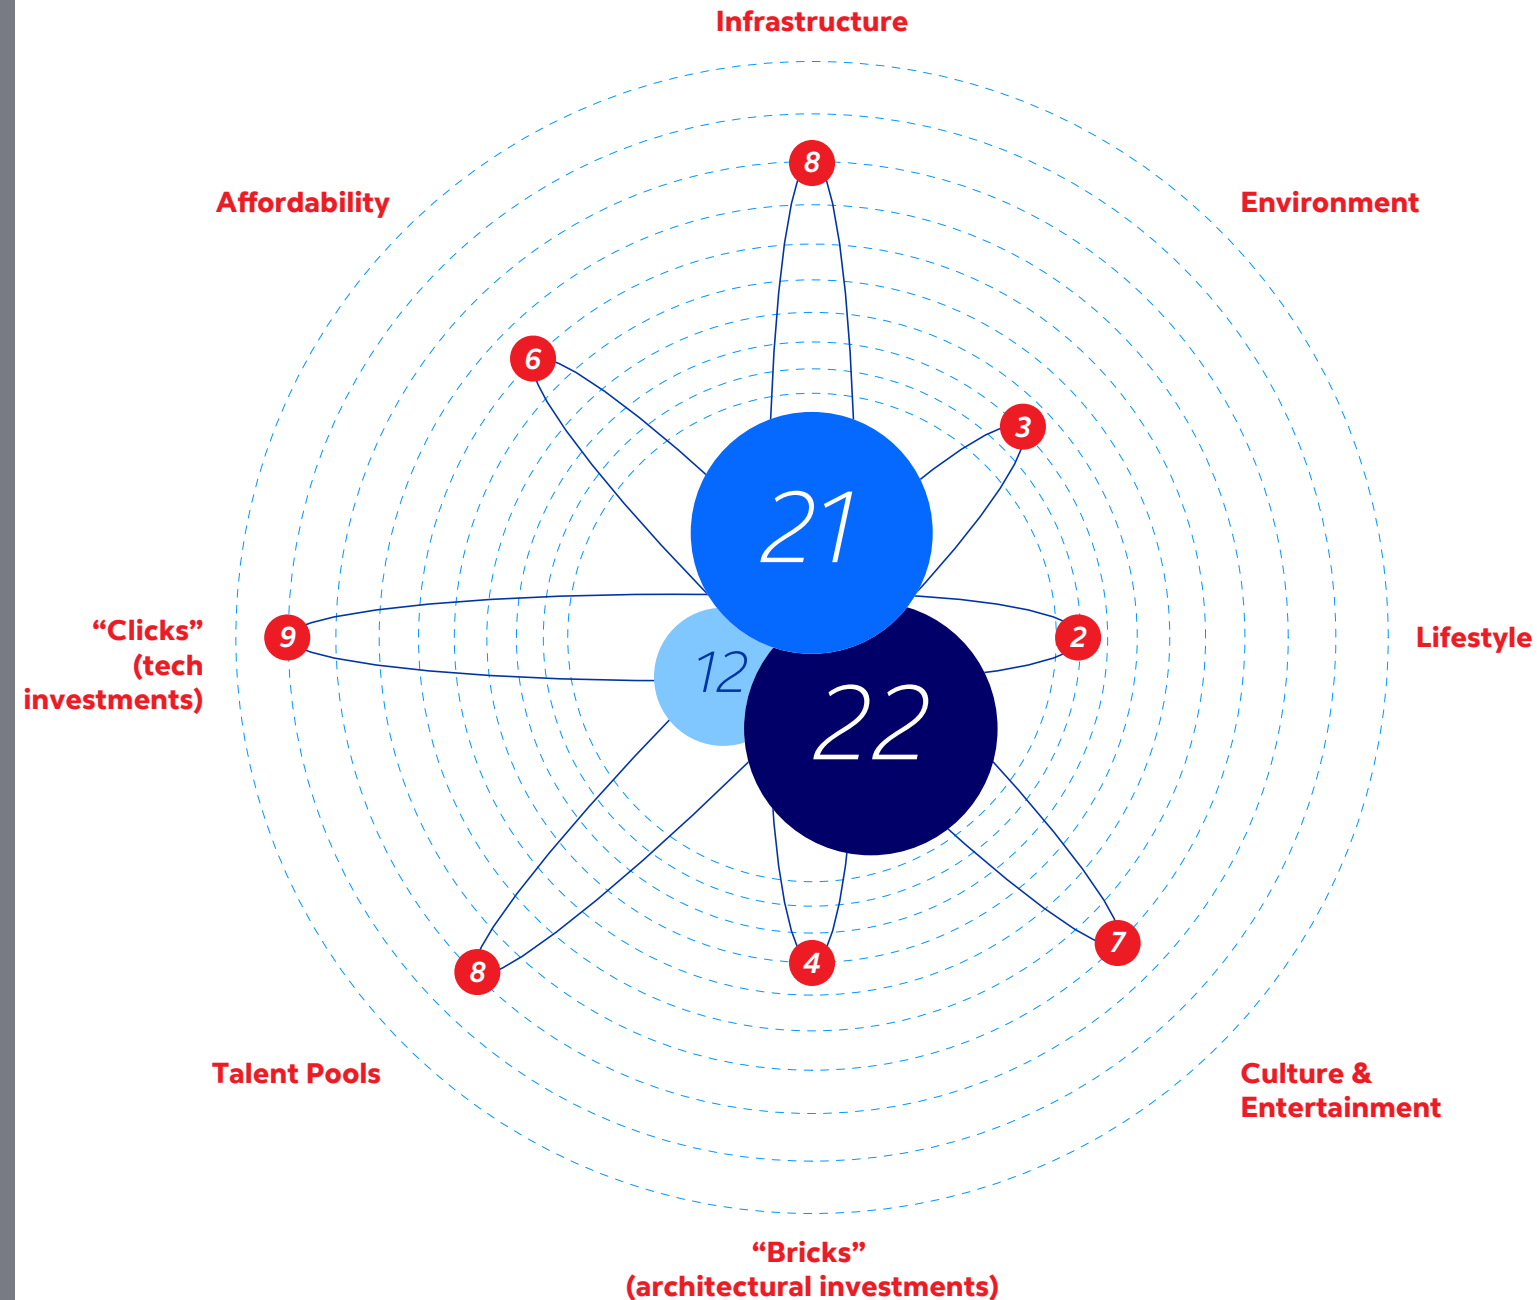 Infrastructure
8
Affordability
Environment
6
3
21
“Clicks”
(tech
investments)
9
12
2
Lifestyle
22
8
4
7
Talent Pools
Culture &
Entertainment
“Bricks”
(architectural investments)